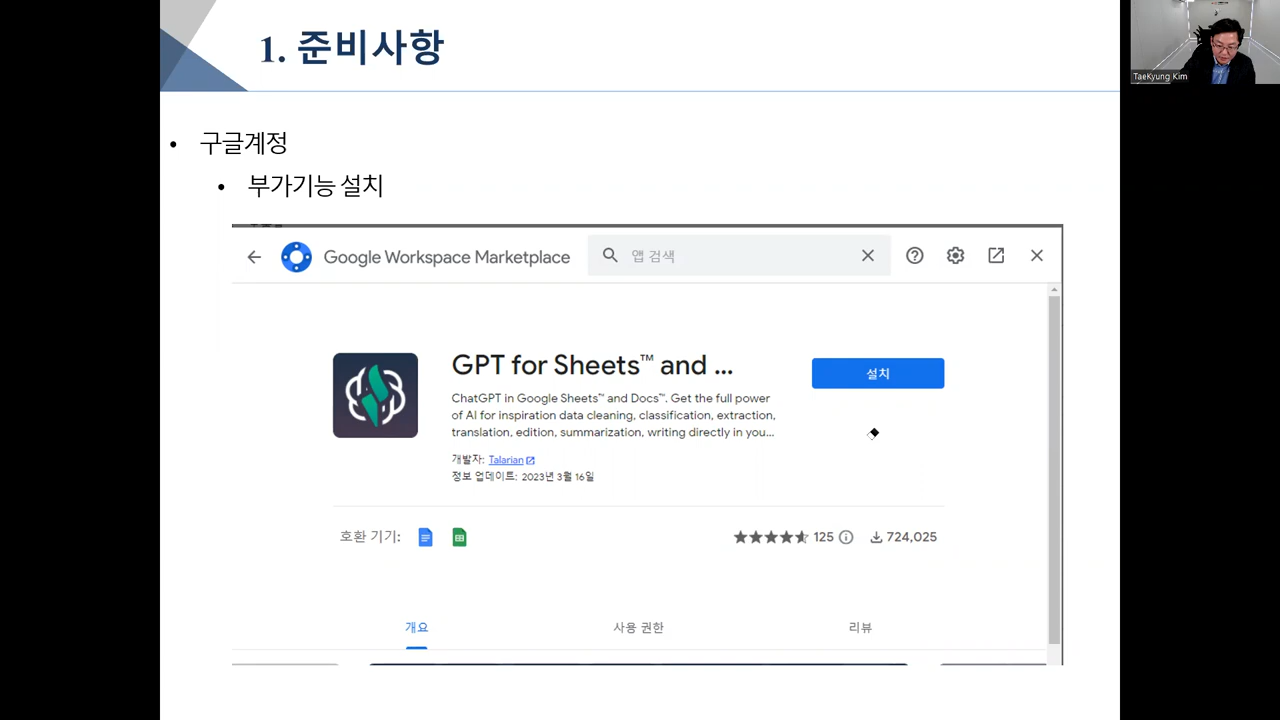 1. 준비사항
TaeKyung Kim
• 구글계정
• 부가기능 설치
Google Workspace Marketplace
앱 검색
GPT for Sheets™ and ...
설치
ChatGPT in Google Sheets™ and Docs™. Get the full power
of AI for inspiration data cleaning, classification, extraction,
translation, edition, summarization, writing directly in you...
개발자: Talarian
정보 업데이트: 2023년 3월 16일
호환 기기:
125
724,025
개요
사용 권한
리뷰